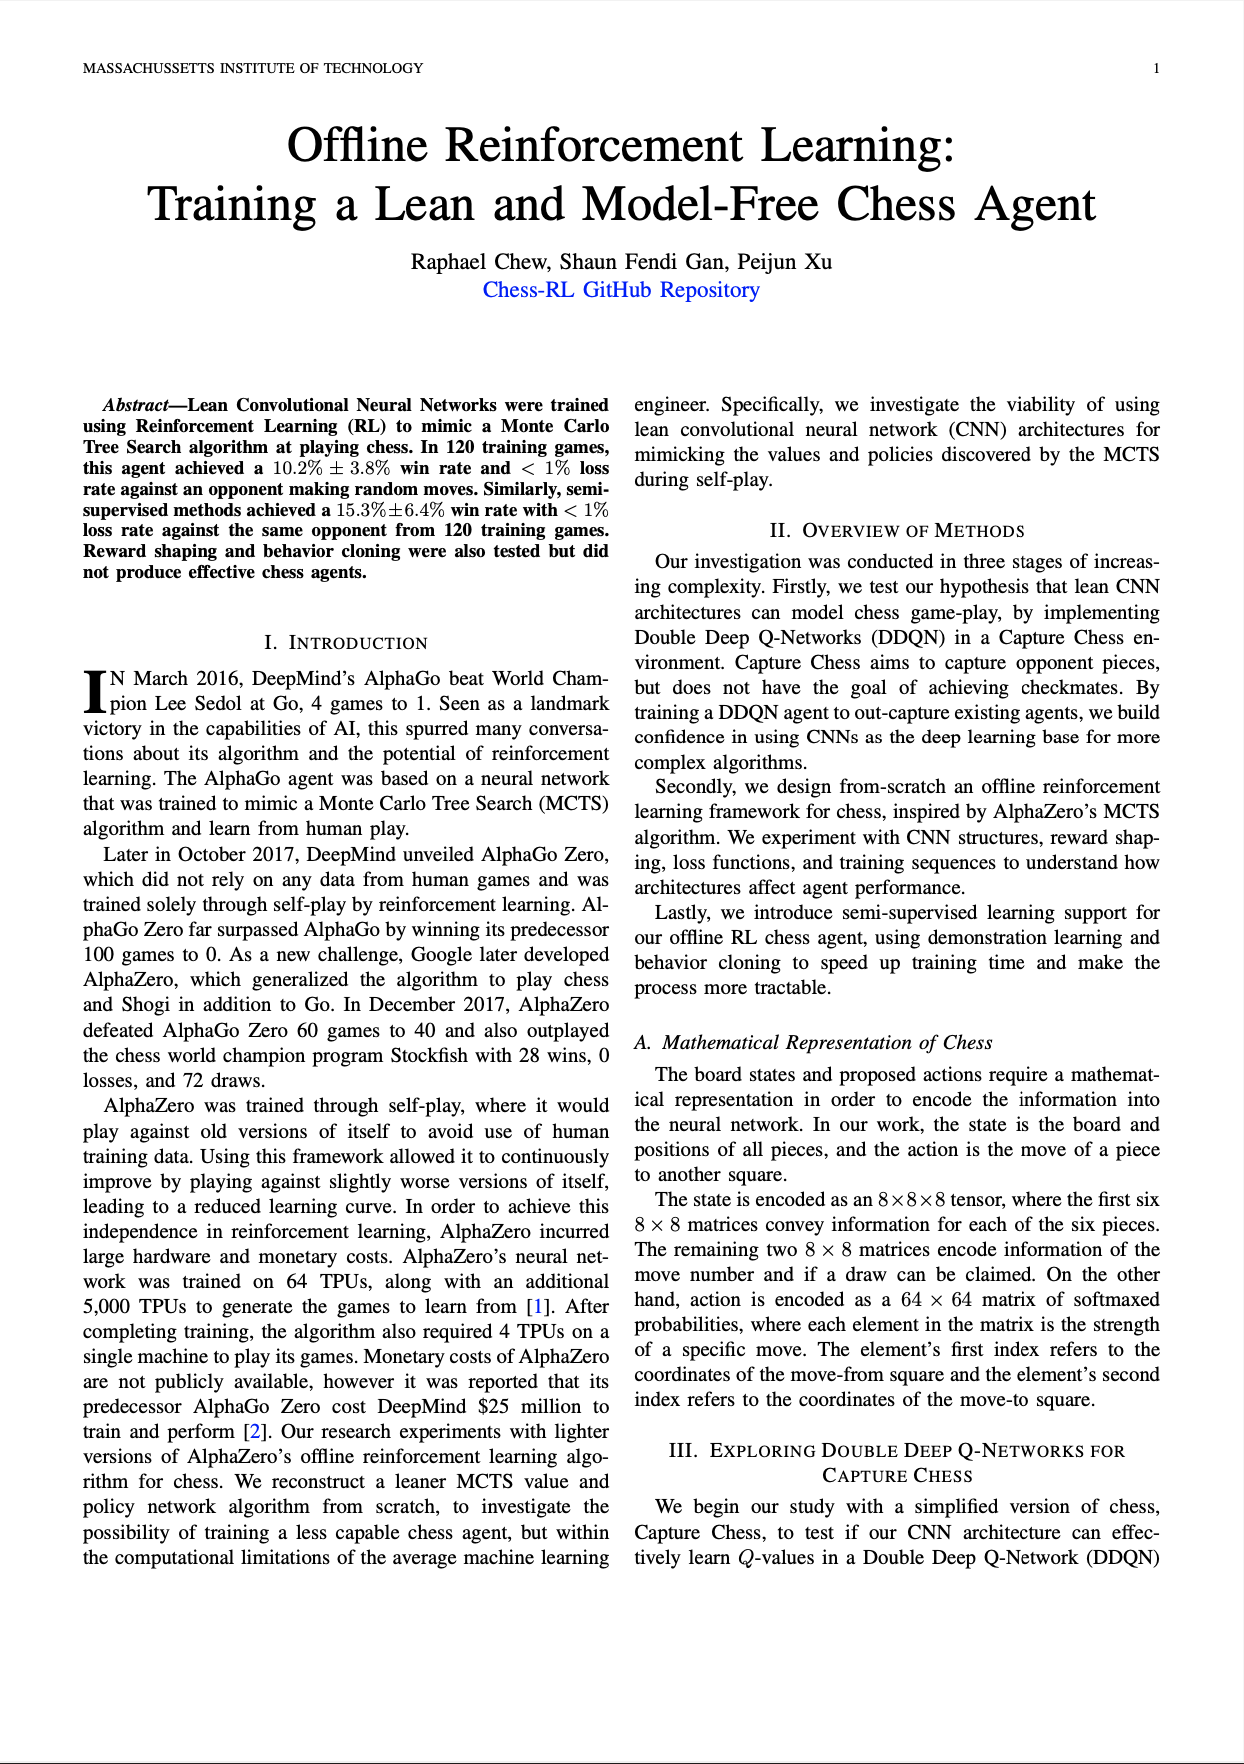 MASSACHUSSETTS INSTITUTE OF TECHNOLOGY
1
Offline Reinforcement Learning:
Training a Lean and Model-Free Chess Agent
Raphael Chew, Shaun Fendi Gan, Peijun Xu
Chess-RL GitHub Repository
Abstract—Lean Convolutional Neural Networks were trained
using Reinforcement Learning (RL) to mimic a Monte Carlo
Tree Search algorithm at playing chess. In 120 training games,
this agent achieved a 10.2% ± 3.8% win rate and < 1% loss
rate against an opponent making random moves. Similarly, semi-
supervised methods achieved a 15.3%±6.4% win rate with < 1%
loss rate against the same opponent from 120 training games.
Reward shaping and behavior cloning were also tested but did
not produce effective chess agents.
I. INTRODUCTION
IN March 2016, DeepMind's AlphaGo beat World Cham-
pion Lee Sedol at Go, 4 games to 1. Seen as a landmark
victory in the capabilities of AI, this spurred many conversa-
tions about its algorithm and the potential of reinforcement
learning. The AlphaGo agent was based on a neural network
that was trained to mimic a Monte Carlo Tree Search (MCTS)
algorithm and learn from human play.
Later in October 2017, DeepMind unveiled AlphaGo Zero,
which did not rely on any data from human games and was
trained solely through self-play by reinforcement learning. Al-
phaGo Zero far surpassed AlphaGo by winning its predecessor
100 games to 0. As a new challenge, Google later developed
AlphaZero, which generalized the algorithm to play chess
and Shogi in addition to Go. In December 2017, AlphaZero
defeated AlphaGo Zero 60 games to 40 and also outplayed
the chess world champion program Stockfish with 28 wins, 0
losses, and 72 draws.
AlphaZero was trained through self-play, where it would
play against old versions of itself to avoid use of human
training data. Using this framework allowed it to continuously
improve by playing against slightly worse versions of itself,
leading to a reduced learning curve. In order to achieve this
independence in reinforcement learning, AlphaZero incurred
large hardware and monetary costs. AlphaZero's neural net-
work was trained on 64 TPUs, along with an additional
5,000 TPUs to generate the games to learn from [1]. After
completing training, the algorithm also required 4 TPUs on a
single machine to play its games. Monetary costs of AlphaZero
are not publicly available, however it was reported that its
predecessor AlphaGo Zero cost DeepMind $25 million to
train and perform [2]. Our research experiments with lighter
versions of AlphaZero's offline reinforcement learning algo-
rithm for chess. We reconstruct a leaner MCTS value and
policy network algorithm from scratch, to investigate the
possibility of training a less capable chess agent, but within
the computational limitations of the average machine learning
engineer. Specifically, we investigate the viability of using
lean convolutional neural network (CNN) architectures for
mimicking the values and policies discovered by the MCTS
during self-play.
II. OVERVIEW OF METHODS
Our investigation was conducted in three stages of increas-
ing complexity. Firstly, we test our hypothesis that lean CNN
architectures can model chess game-play, by implementing
Double Deep Q-Networks (DDQN) in a Capture Chess en-
vironment. Capture Chess aims to capture opponent pieces,
but does not have the goal of achieving checkmates. By
training a DDQN agent to out-capture existing agents, we build
confidence in using CNNs as the deep learning base for more
complex algorithms.
Secondly, we design from-scratch an offline reinforcement
learning framework for chess, inspired by AlphaZero's MCTS
algorithm. We experiment with CNN structures, reward shap-
ing, loss functions, and training sequences to understand how
architectures affect agent performance.
Lastly, we introduce semi-supervised learning support for
our offline RL chess agent, using demonstration learning and
behavior cloning to speed up training time and make the
process more tractable.
A. Mathematical Representation of Chess
The board states and proposed actions require a mathemat-
ical representation in order to encode the information into
the neural network. In our work, the state is the board and
positions of all pieces, and the action is the move of a piece
to another square.
The state is encoded as an 8×8×8 tensor, where the first six
8 × 8 matrices convey information for each of the six pieces.
The remaining two 8 × 8 matrices encode information of the
move number and if a draw can be claimed. On the other
hand, action is encoded as a 64 × 64 matrix of softmaxed
probabilities, where each element in the matrix is the strength
of a specific move. The element's first index refers to the
coordinates of the move-from square and the element's second
index refers to the coordinates of the move-to square.
III. EXPLORING DOUBLE DEEP Q-NETWORKS FOR
CAPTURE CHESS
We begin our study with a simplified version of chess,
Capture Chess, to test if our CNN architecture can effec-
tively learn Q-values in a Double Deep Q-Network (DDQN)